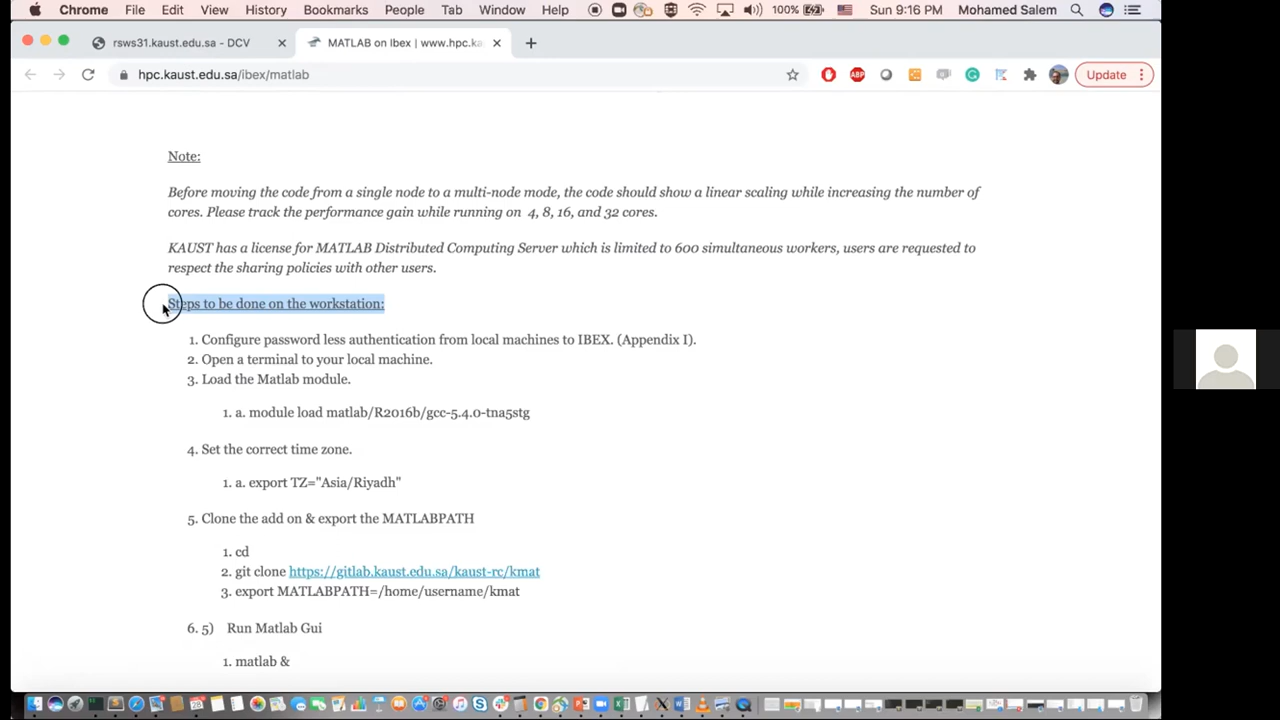 Chrome File Edit View History Bookmarks People Tab Window Help 100% Sun 9:16 PM Mohamed Salem
rsws31.kaust.edu.sa - DCV MATLAB on Ibex | www.hpc.ka
hpc.kaust.edu.sa/ibex/matlab ABP Update
Note:
Before moving the code from a single node to a multi-node mode, the code should show a linear scaling while increasing the number of
cores. Please track the performance gain while running on 4, 8, 16, and 32 cores.
KAUST has a license for MATLAB Distributed Computing Server which is limited to 600 simultaneous workers, users are requested to
respect the sharing policies with other users.
Steps to be done on the workstation:
1. Configure password less authentication from local machines to IBEX. (Appendix I).
2. Open a terminal to your local machine.
3. Load the Matlab module.
1. a. module load matlab/R2016b/gcc-5.4.0-tna5stg
4. Set the correct time zone.
1. a. export TZ="Asia/Riyadh"
5. Clone the add on & export the MATLABPATH
1. cd
2. git clone https://gitlab.kaust.edu.sa/kaust-rc/kmat
3. export MATLABPATH=/home/username/kmat
6. 5) Run Matlab Gui
1. matlab &